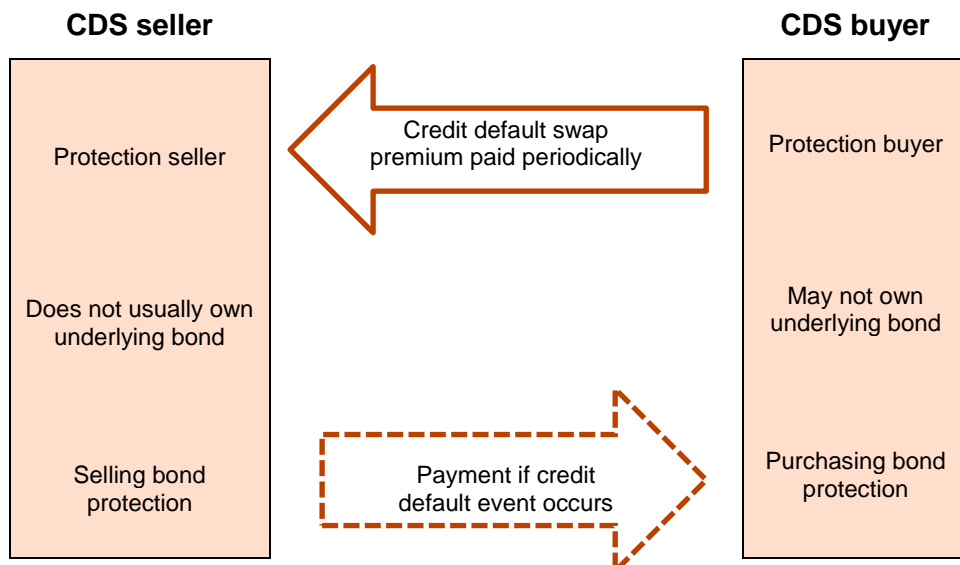 CDS seller
CDS buyer
Protection seller
Credit default swap
premium paid periodically
Protection buyer
Does not usually own
underlying bond
May not own
underlying bond
Selling bond
protection
Payment if credit
default event occurs
Purchasing bond
protection